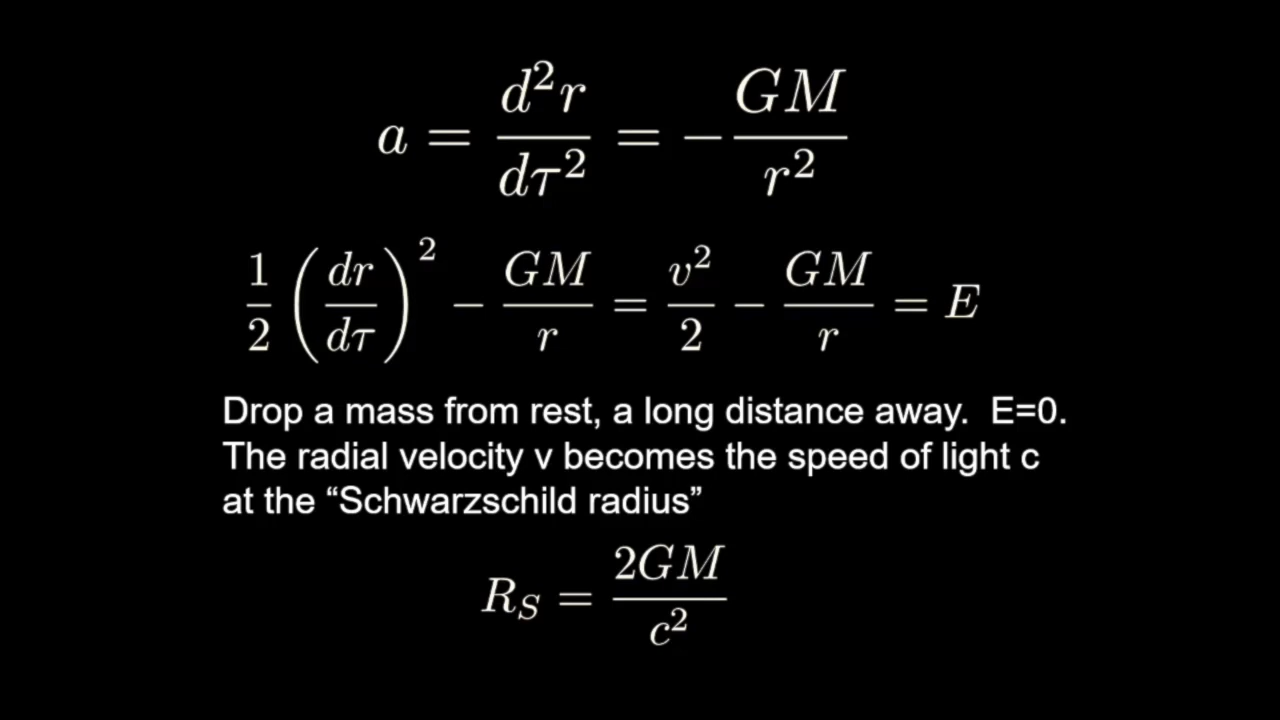 a = d²r/dτ² = −GM/r²
1/2 (dr/dτ)² − GM/r = v²/2 − GM/r = E
Drop a mass from rest, a long distance away.  E=0.
The radial velocity v becomes the speed of light c
at the “Schwarzschild radius”
R_S = 2GM/c²